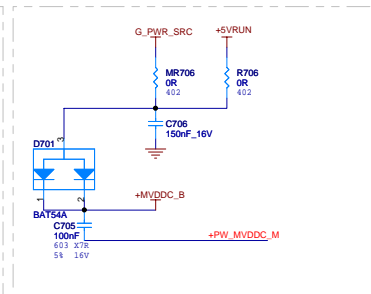 G_PWR_SRC
+5VRUN
MR706
0R
402
R706
0R
402
C706
150nF_16V
D701
3
1
2
BAT54A
+MVDDC_B
C705
100nF
603 X7R
5% 16V
+PW_MVDDC_M